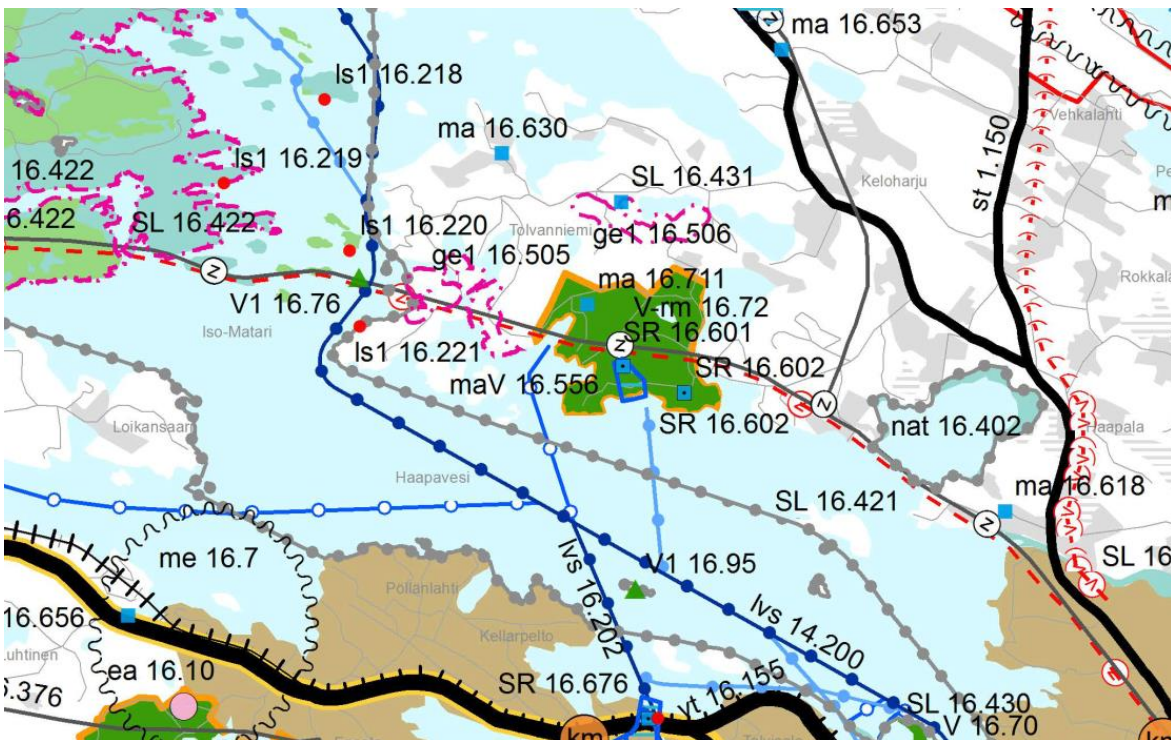 ma 16.653
ls1 16.218
Vehkalahti
ma 16.630
st 1.150
16.422
ls1 16.219
SL 16.431
Keloharju
6.422
SL 16.422
ls1 16.220
Tolvanniemi
ge1 16.506
ge1 16.505
ma 16.711
V1 16.76
V-rm 16.72
Iso-Matari
SR 16.601
ls1 16.221
SR 16.602
maV 16.556
SR 16.602
nat 16.402
Loikansaari
Haapala
Haapavesi
SL 16.421
ma 16.618
me 16.7
V1 16.95
SL 16
Pöllänlahti
lvs 16.202
lvs 14.200
16.656
Kellarpelto
ea 16.10
SR 16.676
yt 16.155
SL 16.430
V 16.70
km